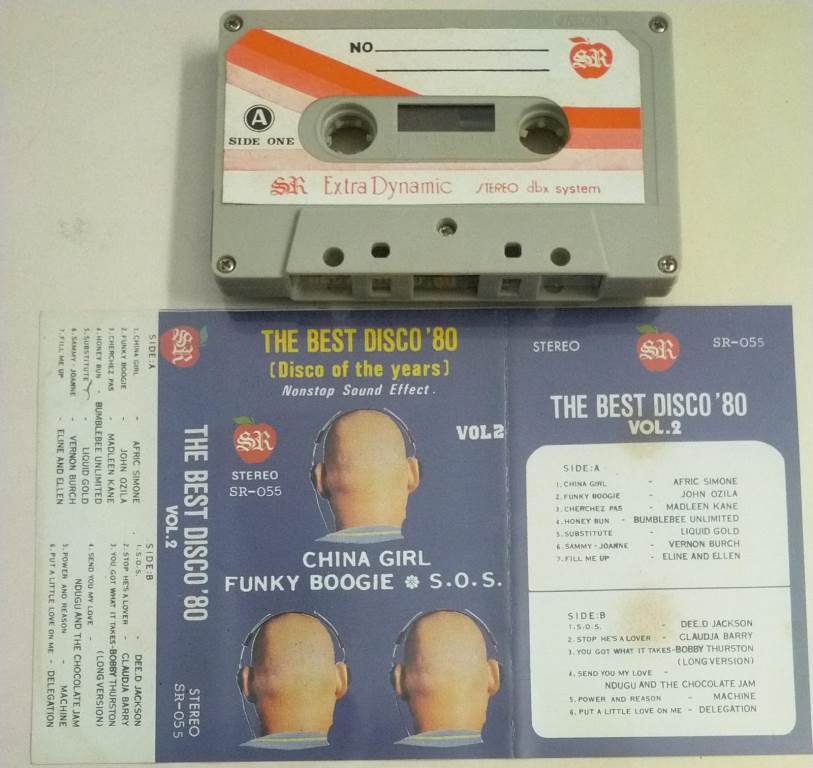 NO
SR
A
SIDE ONE
SR Extra Dynamic STEREO dbx system
SIDE:A
1. CHINA GIRL - AFRIC SIMONE
2. FUNKY BOOGIE - JOHN OZILA
3. CHERCHEZ PAS - MADLEEN KANE
4. HONEY BUN - BUMBLEBEE UNLIMITED
5. SUBSTITUTE - LIQUID GOLD
6. SAMMY - JOANNE - VERNON BURCH
7. FILL ME UP - ELINE AND ELLEN
SIDE:B
1. S.O.S. - DEE.D JACKSON
2. STOP HE'S A LOVER - CLAUDJA BARRY
3. YOU GOT WHAT IT TAKES-BOBBY THURSTON
(LONG VERSION)
4. SEND YOU MY LOVE -
NDUGU AND THE CHOCOLATE JAM
5. POWER AND REASON - MACHINE
6. PUT A LITTLE LOVE ON ME - DELEGATION
SR
THE BEST DISCO '80
VOL.2
STEREO
SR-055
THE BEST DISCO '80
(Disco of the years)
Nonstop Sound Effect.
VOL2
SR
STEREO
SR-055
CHINA GIRL
FUNKY BOOGIE ❇ S.O.S.
STEREO
SR
SR-055
THE BEST DISCO '80
VOL.2
SIDE:A
1. CHINA GIRL - AFRIC SIMONE
2. FUNKY BOOGIE - JOHN OZILA
3. CHERCHEZ PAS - MADLEEN KANE
4. HONEY BUN - BUMBLEBEE UNLIMITED
5. SUBSTITUTE - LIQUID GOLD
6. SAMMY - JOANNE - VERNON BURCH
7. FILL ME UP - ELINE AND ELLEN
SIDE:B
1. S.O.S. - DEE.D JACKSON
2. STOP HE'S A LOVER - CLAUDJA BARRY
3. YOU GOT WHAT IT TAKES-BOBBY THURSTON
(LONG VERSION)
4. SEND YOU MY LOVE -
NDUGU AND THE CHOCOLATE JAM
5. POWER AND REASON - MACHINE
6. PUT A LITTLE LOVE ON ME - DELEGATION